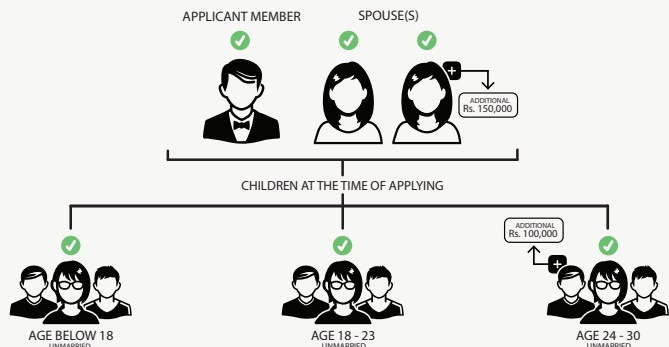 APPLICANT MEMBER
SPOUSE(S)
ADDITIONAL
Rs. 150,000
CHILDREN AT THE TIME OF APPLYING
ADDITIONAL
Rs. 100,000
AGE BELOW 18
UNMARRIED
AGE 18 - 23
UNMARRIED
AGE 24 - 30
UNMARRIED